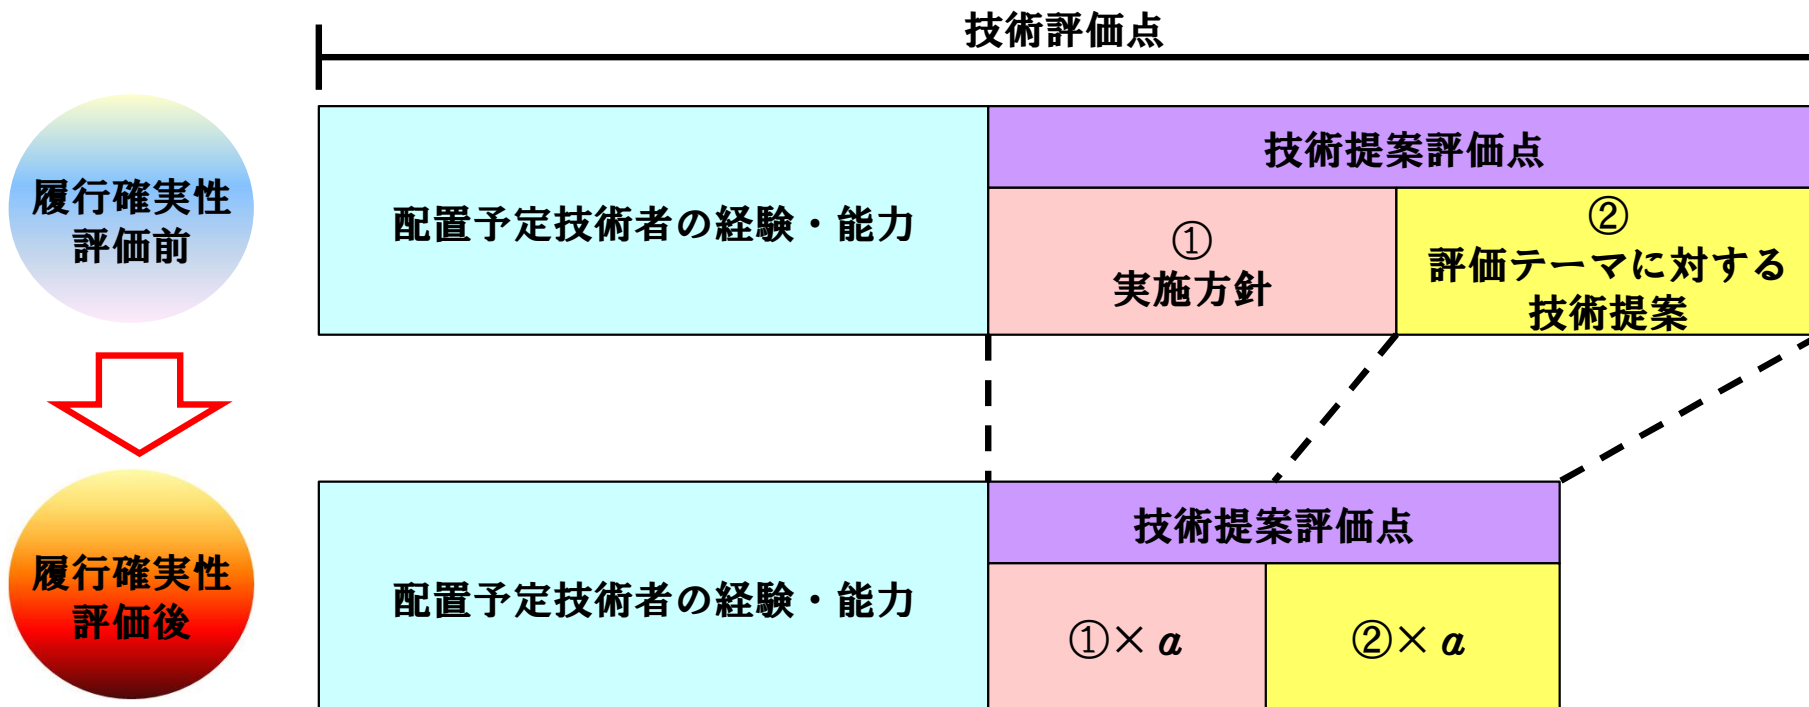 技術評価点
履行確実性
評価前
配置予定技術者の経験・能力
技術提案評価点
①
実施方針
②
評価テーマに対する
技術提案
履行確実性
評価後
配置予定技術者の経験・能力
技術提案評価点
①×a
②×a